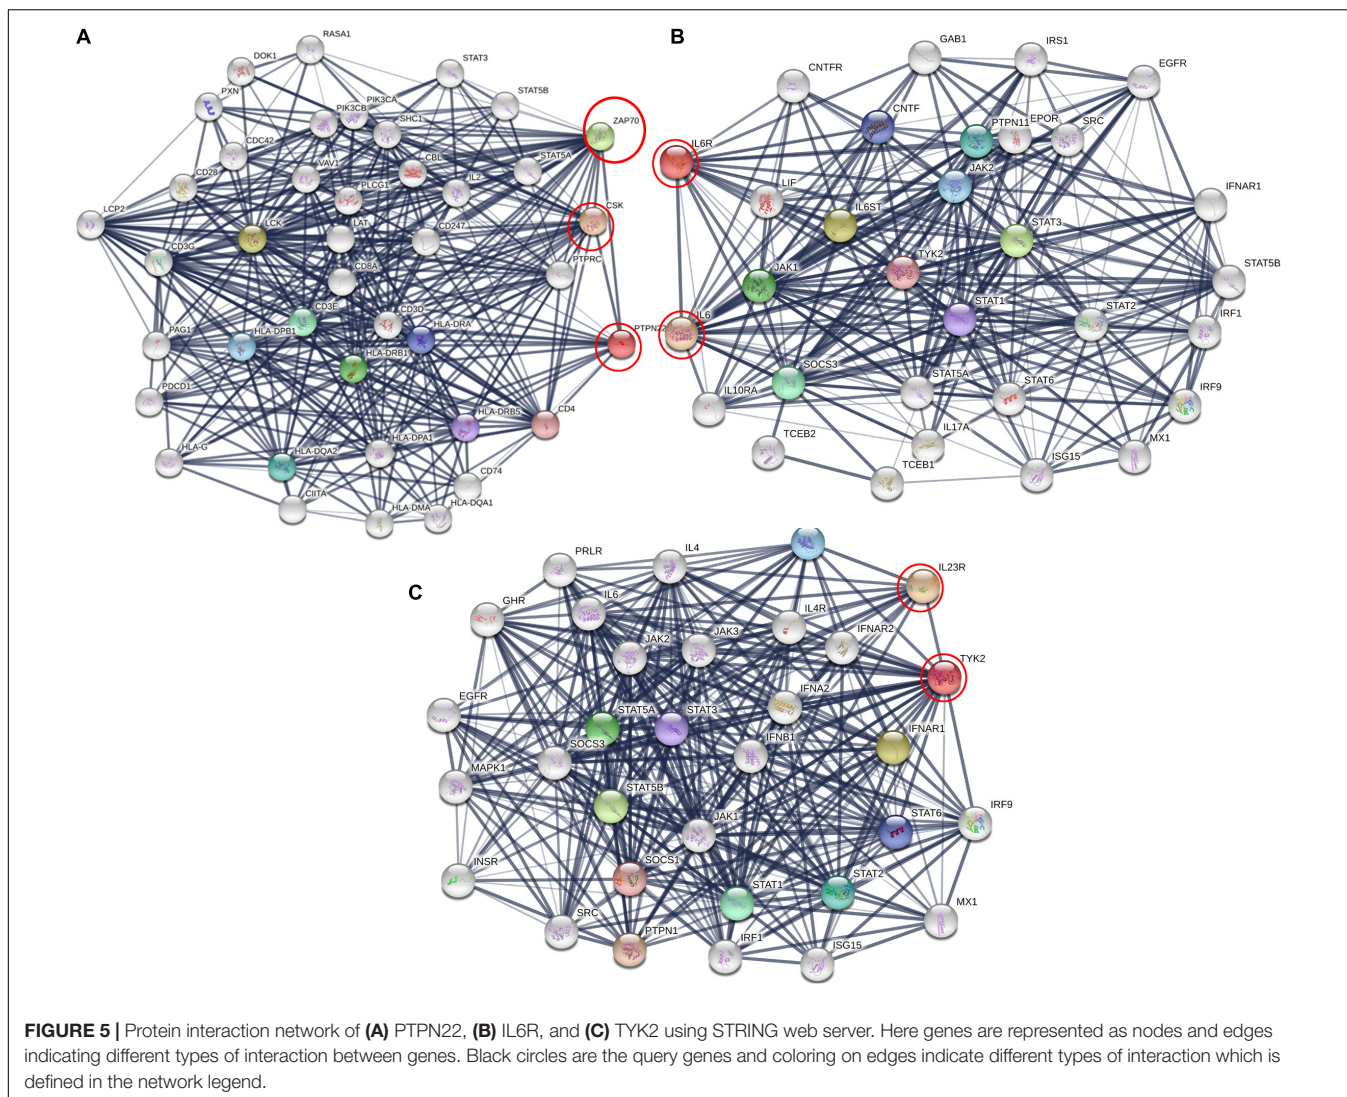 A
RASA1
DOK1
STAT3
PXN
STAT5B
PIK3CA
PIK3CB
SHC1
ZAP70
CDC42
VAV1
CBL
STAT5A
CD28
PLCG1
IL2
LCP2
LCK
LAT
CD247
CSK
CD3G
CD8A
PTPRC
CD3E
CD3D
HLA-DRA
PTPN22
PAG1
HLA-DPB1
HLA-DRB1
PDCD1
HLA-DRB5
CD4
HLA-G
HLA-DQA2
HLA-DPA1
CD74
CIITA
HLA-DMA
HLA-DQA1
B
GAB1
IRS1
CNTFR
EGFR
CNTF
PTPN11
EPOR
SRC
IL6R
JAK2
LIF
IFNAR1
IL6ST
STAT3
JAK1
TYK2
STAT5B
IL6
STAT1
STAT2
IRF1
SOCS3
STAT5A
STAT6
IL10RA
IRF9
TCEB2
IL17A
MX1
TCEB1
ISG15
C
PRLR
IL4
IL23R
GHR
IL6
IL4R
IFNAR2
JAK2
JAK3
TYK2
EGFR
IFNA2
STAT5A
STAT3
IFNAR1
SOCS3
IFNB1
MAPK1
STAT5B
IRF9
JAK1
STAT6
INSR
SOCS1
STAT1
STAT2
SRC
PTPN1
IRF1
ISG15
MX1
FIGURE 5 | Protein interaction network of (A) PTPN22, (B) IL6R, and (C) TYK2 using STRING web server. Here genes are represented as nodes and edges
indicating different types of interaction between genes. Black circles are the query genes and coloring on edges indicate different types of interaction which is
defined in the network legend.